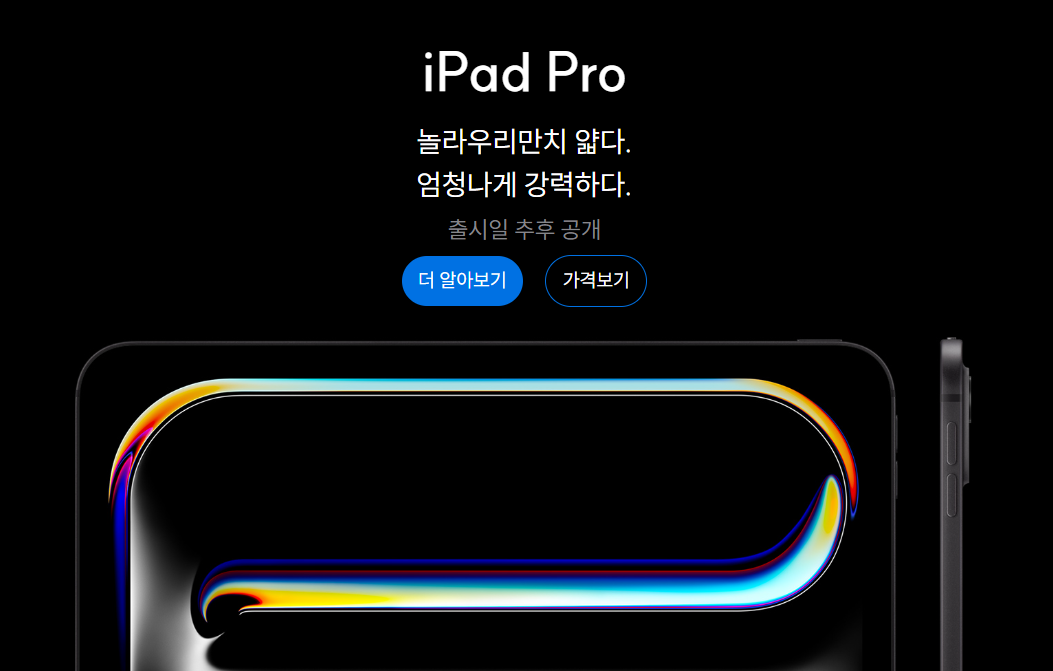 iPad Pro
놀라우리만치 얇다.
엄청나게 강력하다.
출시일 추후 공개
더 알아보기
가격보기